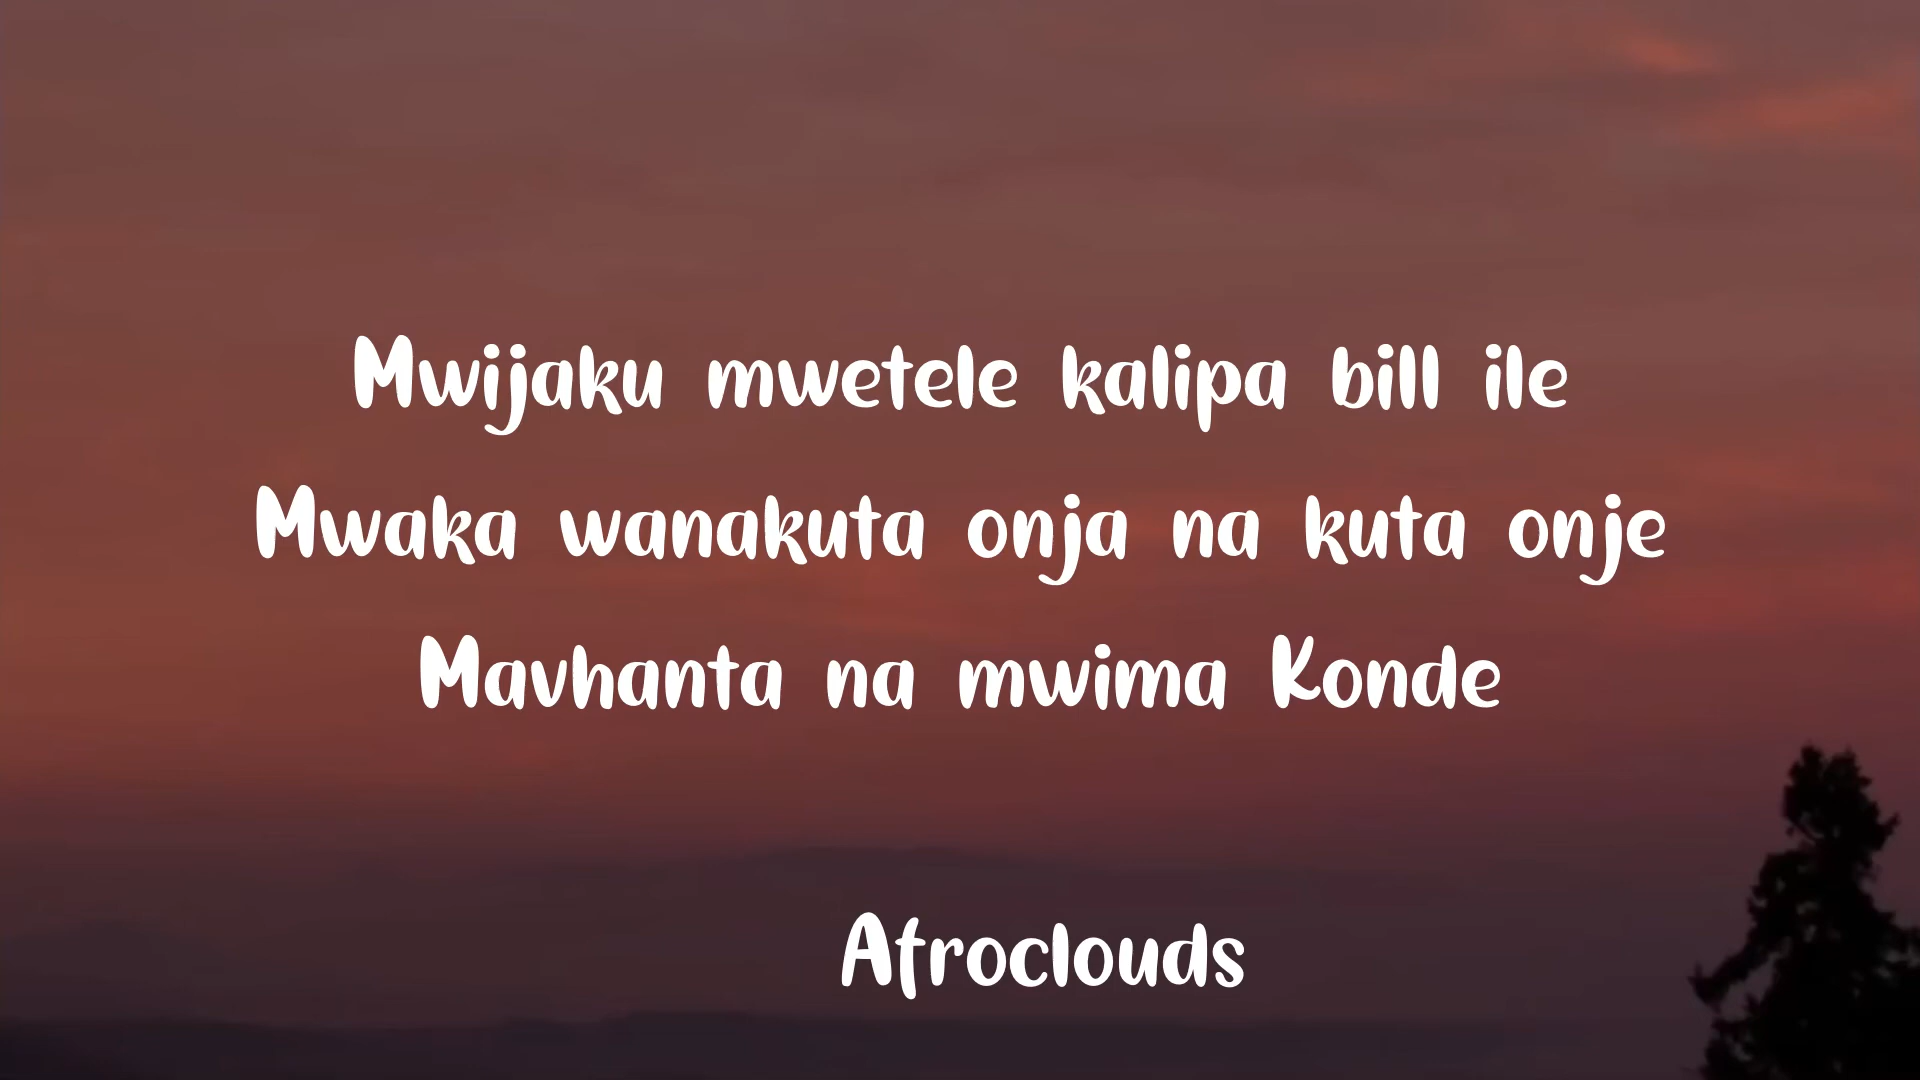 Mwijaku mwetele kalipa bill ile
Mwaka wanakuta onja na kuta onje
Mavhanta na mwima Konde
Afroclouds